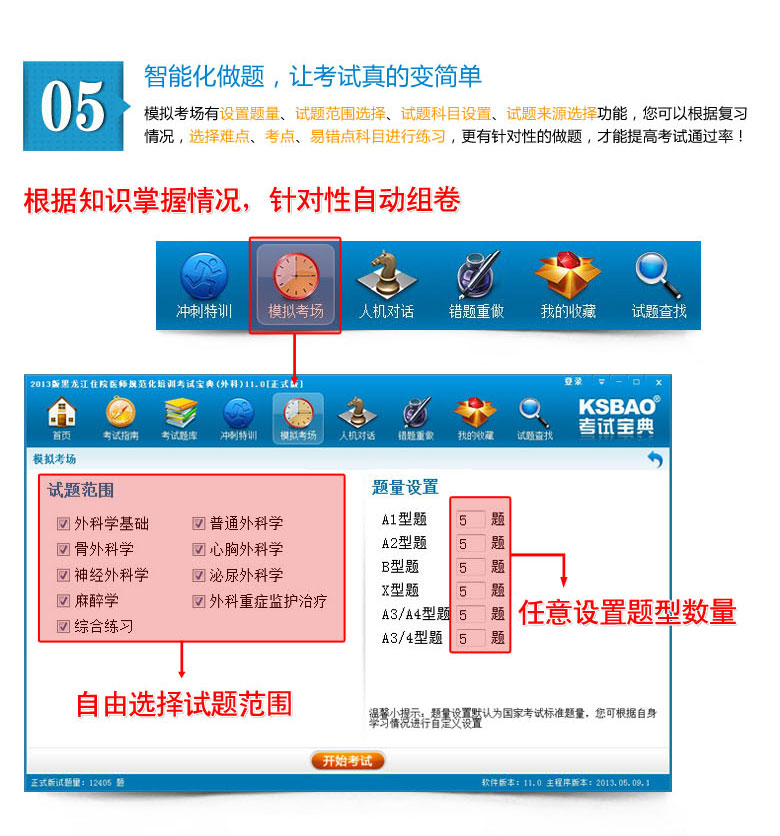 05
智能化做题，让考试真的变简单
模拟考场有设置题量、试题范围选择、试题科目设置、试题来源选择功能，您可以根据复习
情况，选择难点、考点、易错点科目进行练习，更有针对性的做题，才能提高考试通过率！
根据知识掌握情况，针对性自动组卷
冲刺特训 模拟考场 人机对话 错题重做 我的收藏 试题查找
2013版黑龙江住院医师规范化培训考试宝典(外科)11.0[正式版] 登录
首页 考试指南 考试题库 冲刺特训 模拟考场 人机对话 错题重做 我的收藏 试题查找
KSBAO®
考试宝典
模拟考场
试题范围
外科学基础 普通外科学
骨外科学 心胸外科学
神经外科学 泌尿外科学
麻醉学 外科重症监护治疗
综合练习
题量设置
A1型题 5 题
A2型题 5 题
B型题 5 题
X型题 5 题
A3/A4型题 5 题
A3/4型题 5 题
任意设置题型数量
自由选择试题范围
温馨小提示：题量设置默认为国家考试标准题量，您可根据自身
学习情况进行自定义设置
开始考试
正式版试题量：12405 题 软件版本：11.0 主程序版本：2013.05.09.1